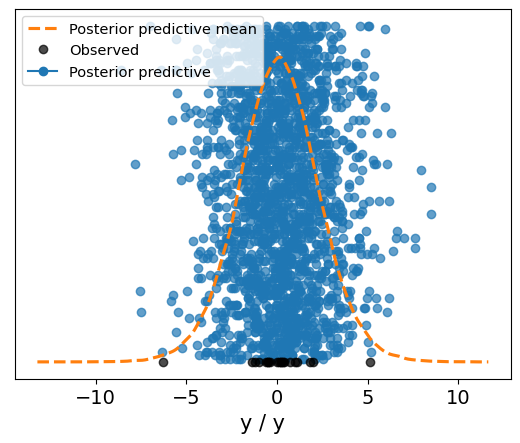 Posterior predictive mean
Observed
Posterior predictive
−10 −5 0 5 10
y / y